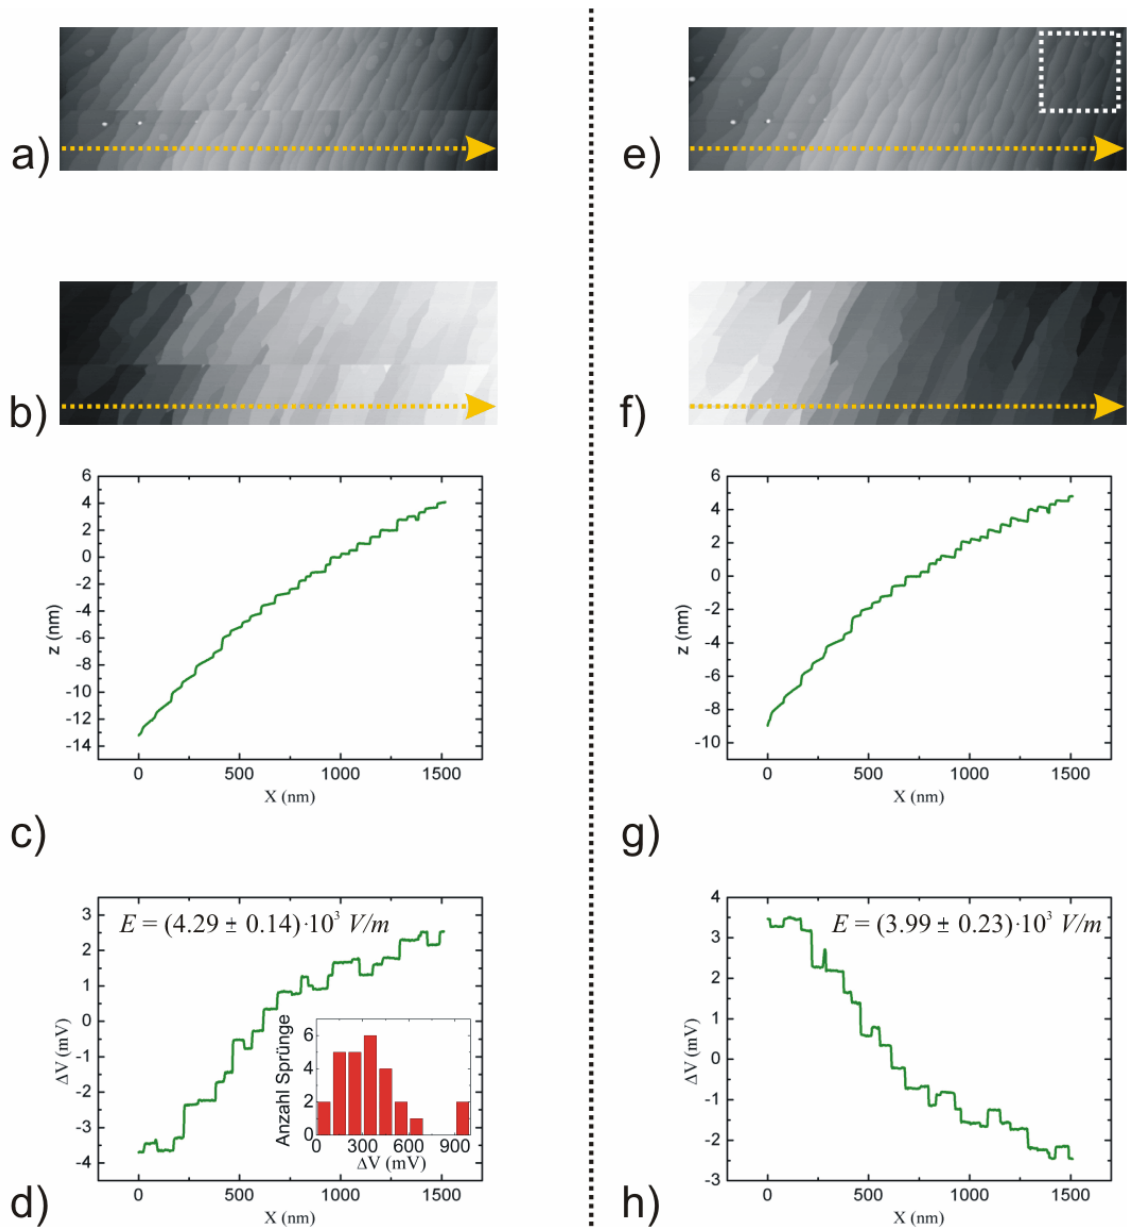 a)
e)
b)
f)
6
4
2
0
-2
-4
-6
-8
-10
-12
-14
z (nm)
0 500 1000 1500
X (nm)
c)
6
4
2
0
-2
-4
-6
-8
-10
z (nm)
0 500 1000 1500
X (nm)
g)
3
2
1
0
-1
-2
-3
-4
ΔV (mV)
E = (4.29 ± 0.14)·10³ V/m
6
4
2
0
Anzahl Sprünge
0 300 600 900
ΔV (mV)
0 500 1000 1500
X (nm)
d)
4
3
2
1
0
-1
-2
-3
ΔV (mV)
E = (3.99 ± 0.23)·10³ V/m
0 500 1000 1500
X (nm)
h)